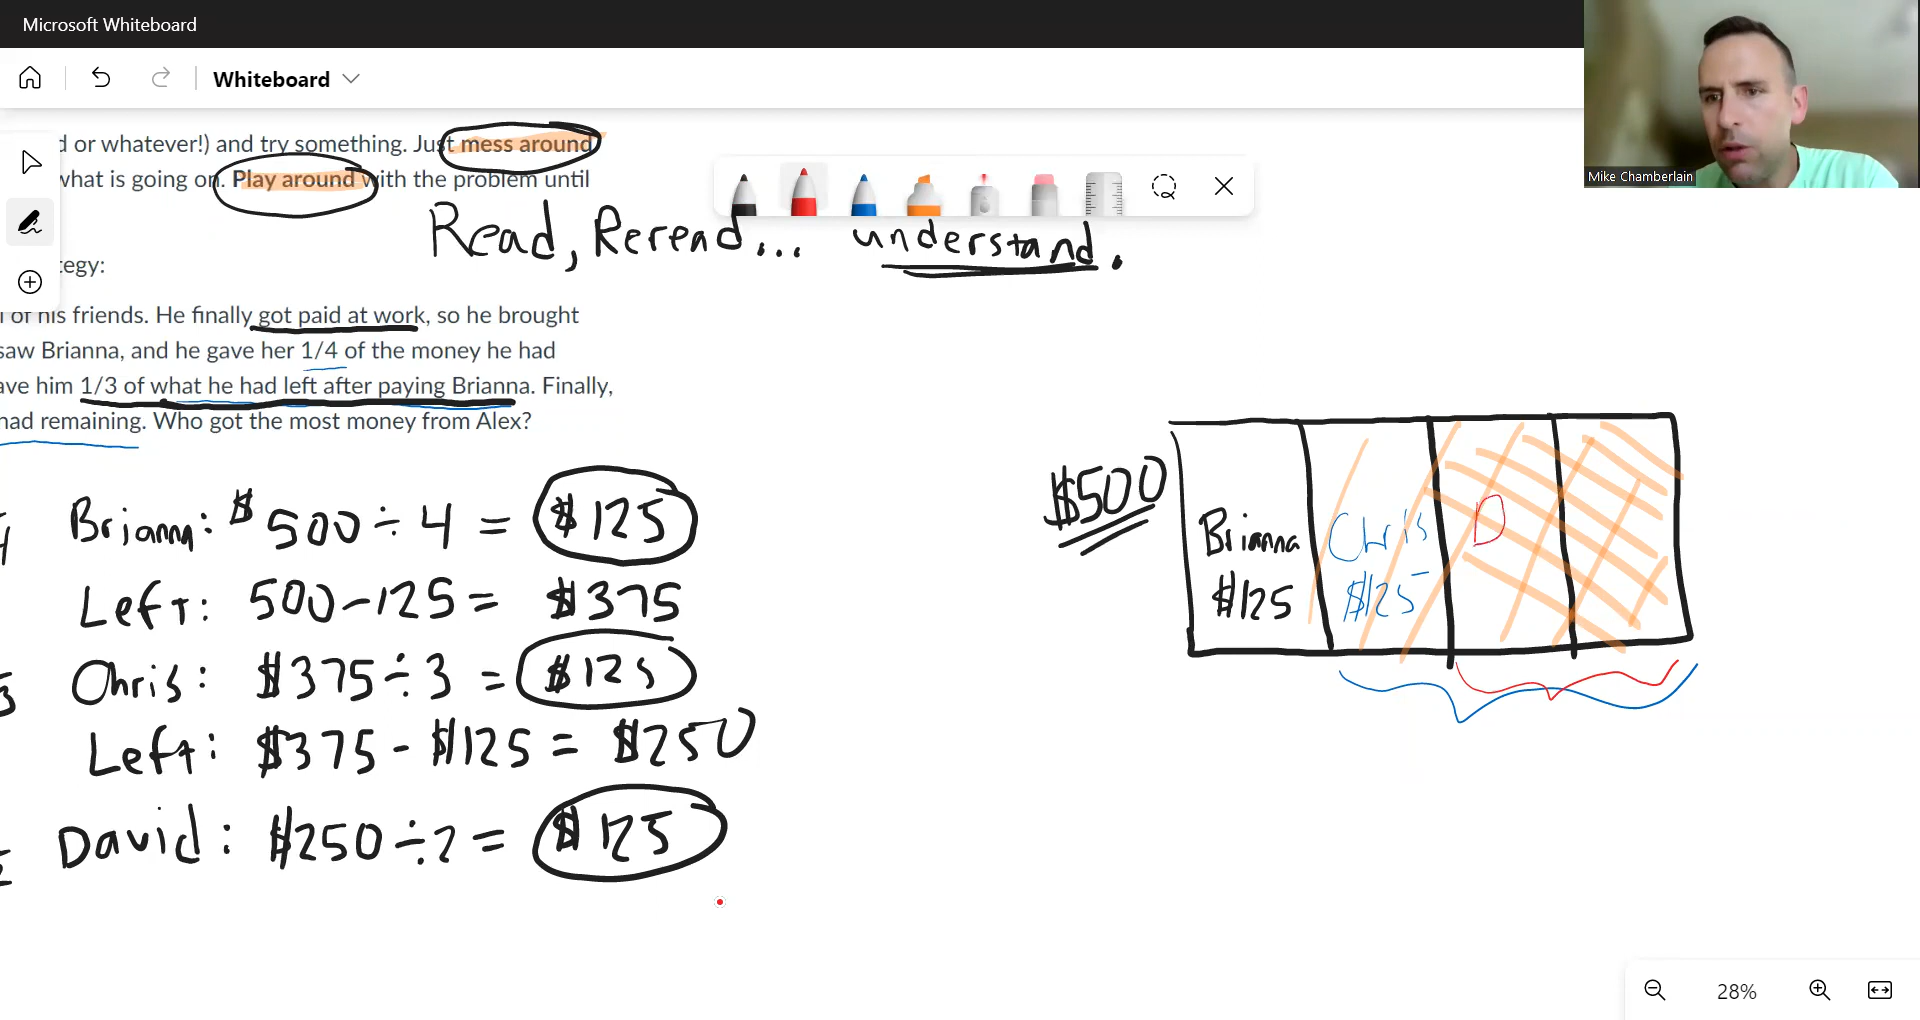 Microsoft Whiteboard
Whiteboard
Mike Chamberlain
d or whatever!) and try something. Just mess around
what is going on. Play around with the problem until
Read, Reread... understand.
tegy:
of his friends. He finally got paid at work, so he brought
saw Brianna, and he gave her 1/4 of the money he had
ave him 1/3 of what he had left after paying Brianna. Finally,
had remaining. Who got the most money from Alex?
Briann: $500 ÷ 4 = $125
Left: 500-125 = $375
Chris: $375 ÷ 3 = $125
Left: $375 - $125 = $250
David: $250 ÷ 2 = $125
$500
Brianna
$125
Chris
$125
D
28%